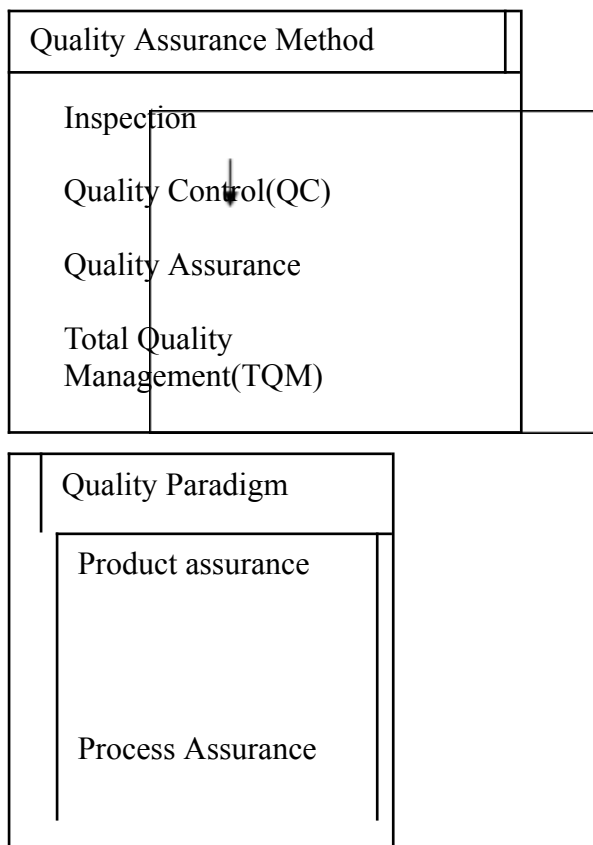 Quality Assurance Method
Inspection
Quality Control(QC)
Quality Assurance
Total Quality
Management(TQM)
Quality Paradigm
Product assurance
Process Assurance